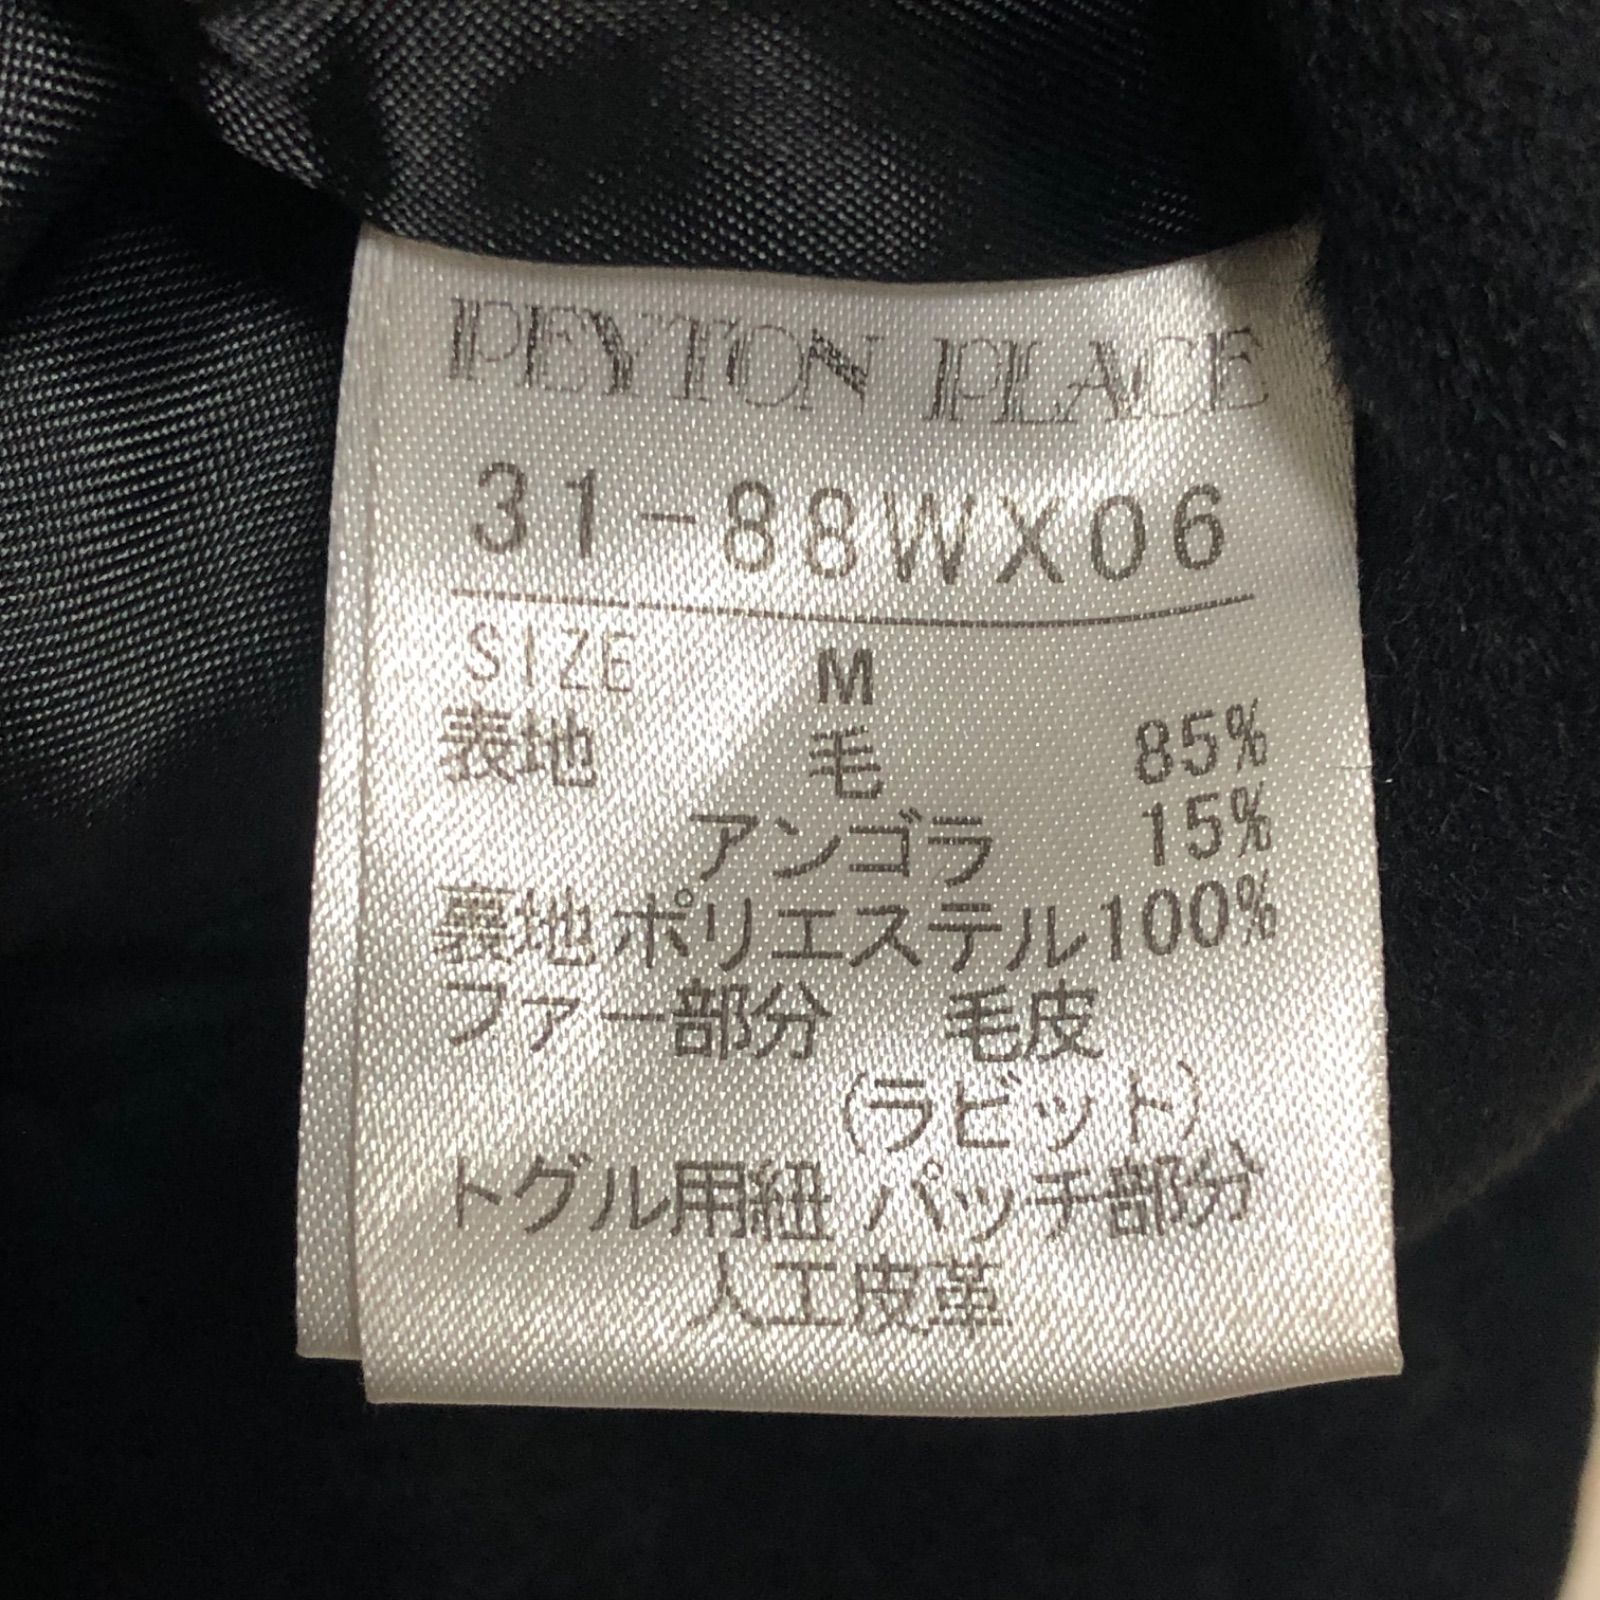 PEYTON PLACE
31-88WX06
SIZE M
表地 毛 85%
アンゴラ 15%
裏地 ポリエステル100%
ファー部分 毛皮
(ラビット)
トグル用紐 パッチ部分
人工皮革